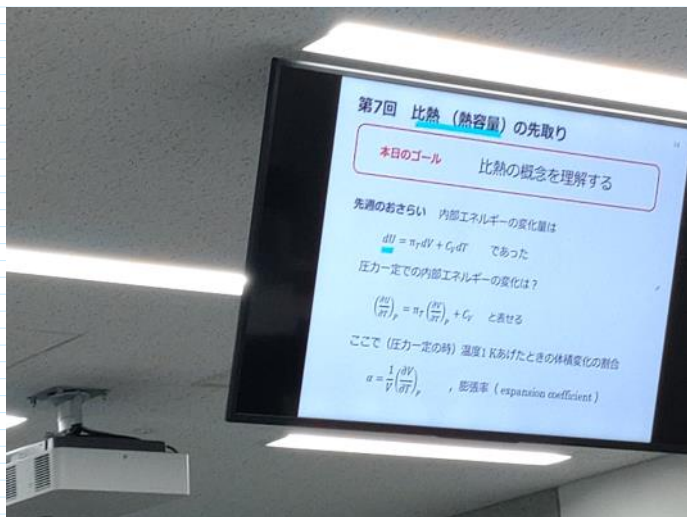 第7回 比熱 (熱容量) の先取り
14
本日のゴール 比熱の概念を理解する
先週のおさらい 内部エネルギーの変化量は
dU = π_T dV + C_V dT であった
圧力一定での内部エネルギーの変化は?
(∂U/∂T)_p = π_T (∂V/∂T)_p + C_V と表せる
ここで (圧力一定の時) 温度1 Kあげたときの体積変化の割合
α = 1/V (∂V/∂T)_p , 膨張率 ( expansion coefficient )